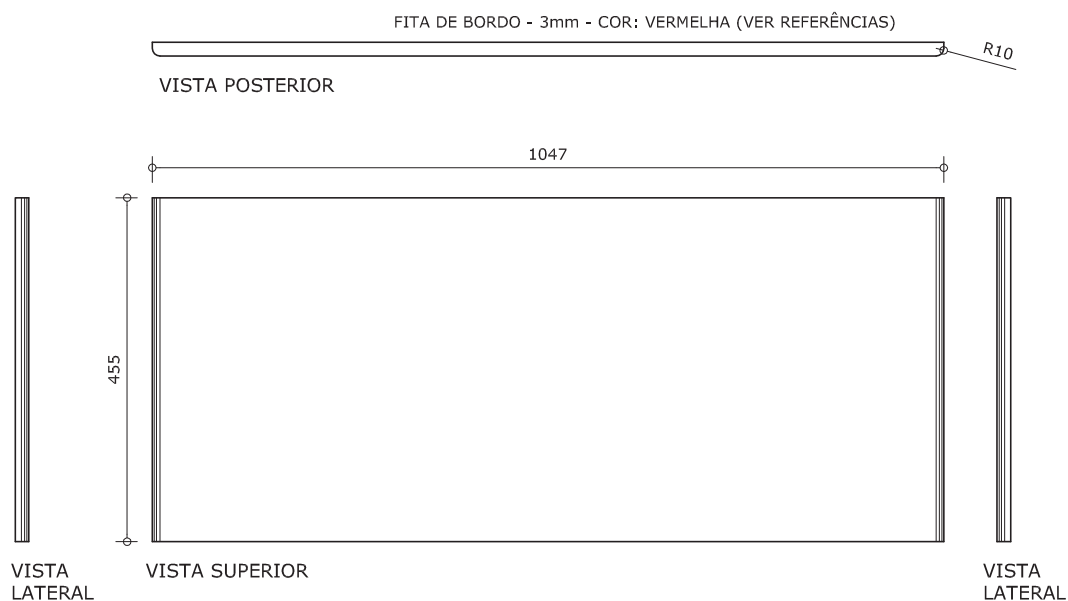 FITA DE BORDO - 3mm - COR: VERMELHA (VER REFERÊNCIAS)
R10
VISTA POSTERIOR
1047
455
VISTA
LATERAL
VISTA SUPERIOR
VISTA
LATERAL